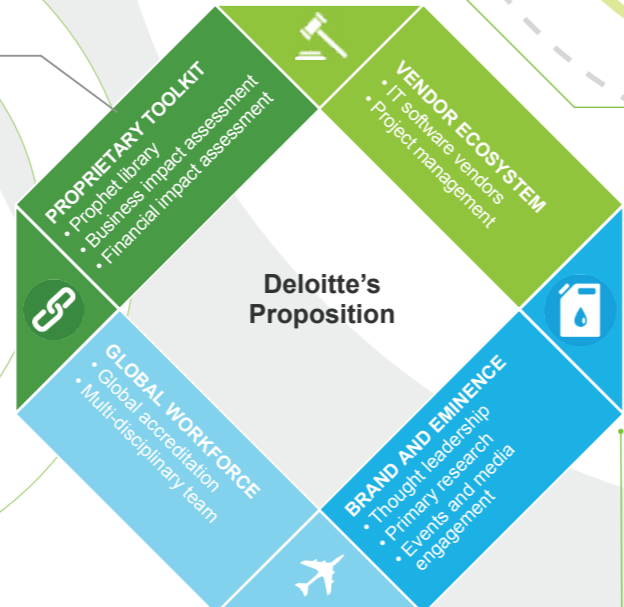 PROPRIETARY TOOLKIT
• Prophet library
• Business impact assessment
• Financial impact assessment
VENDOR ECOSYSTEM
• IT software vendors
• Project management
Deloitte's
Proposition
GLOBAL WORKFORCE
• Global accreditation
• Multi-disciplinary team
BRAND AND EMINENCE
• Thought leadership
• Primary research
• Events and media
engagement